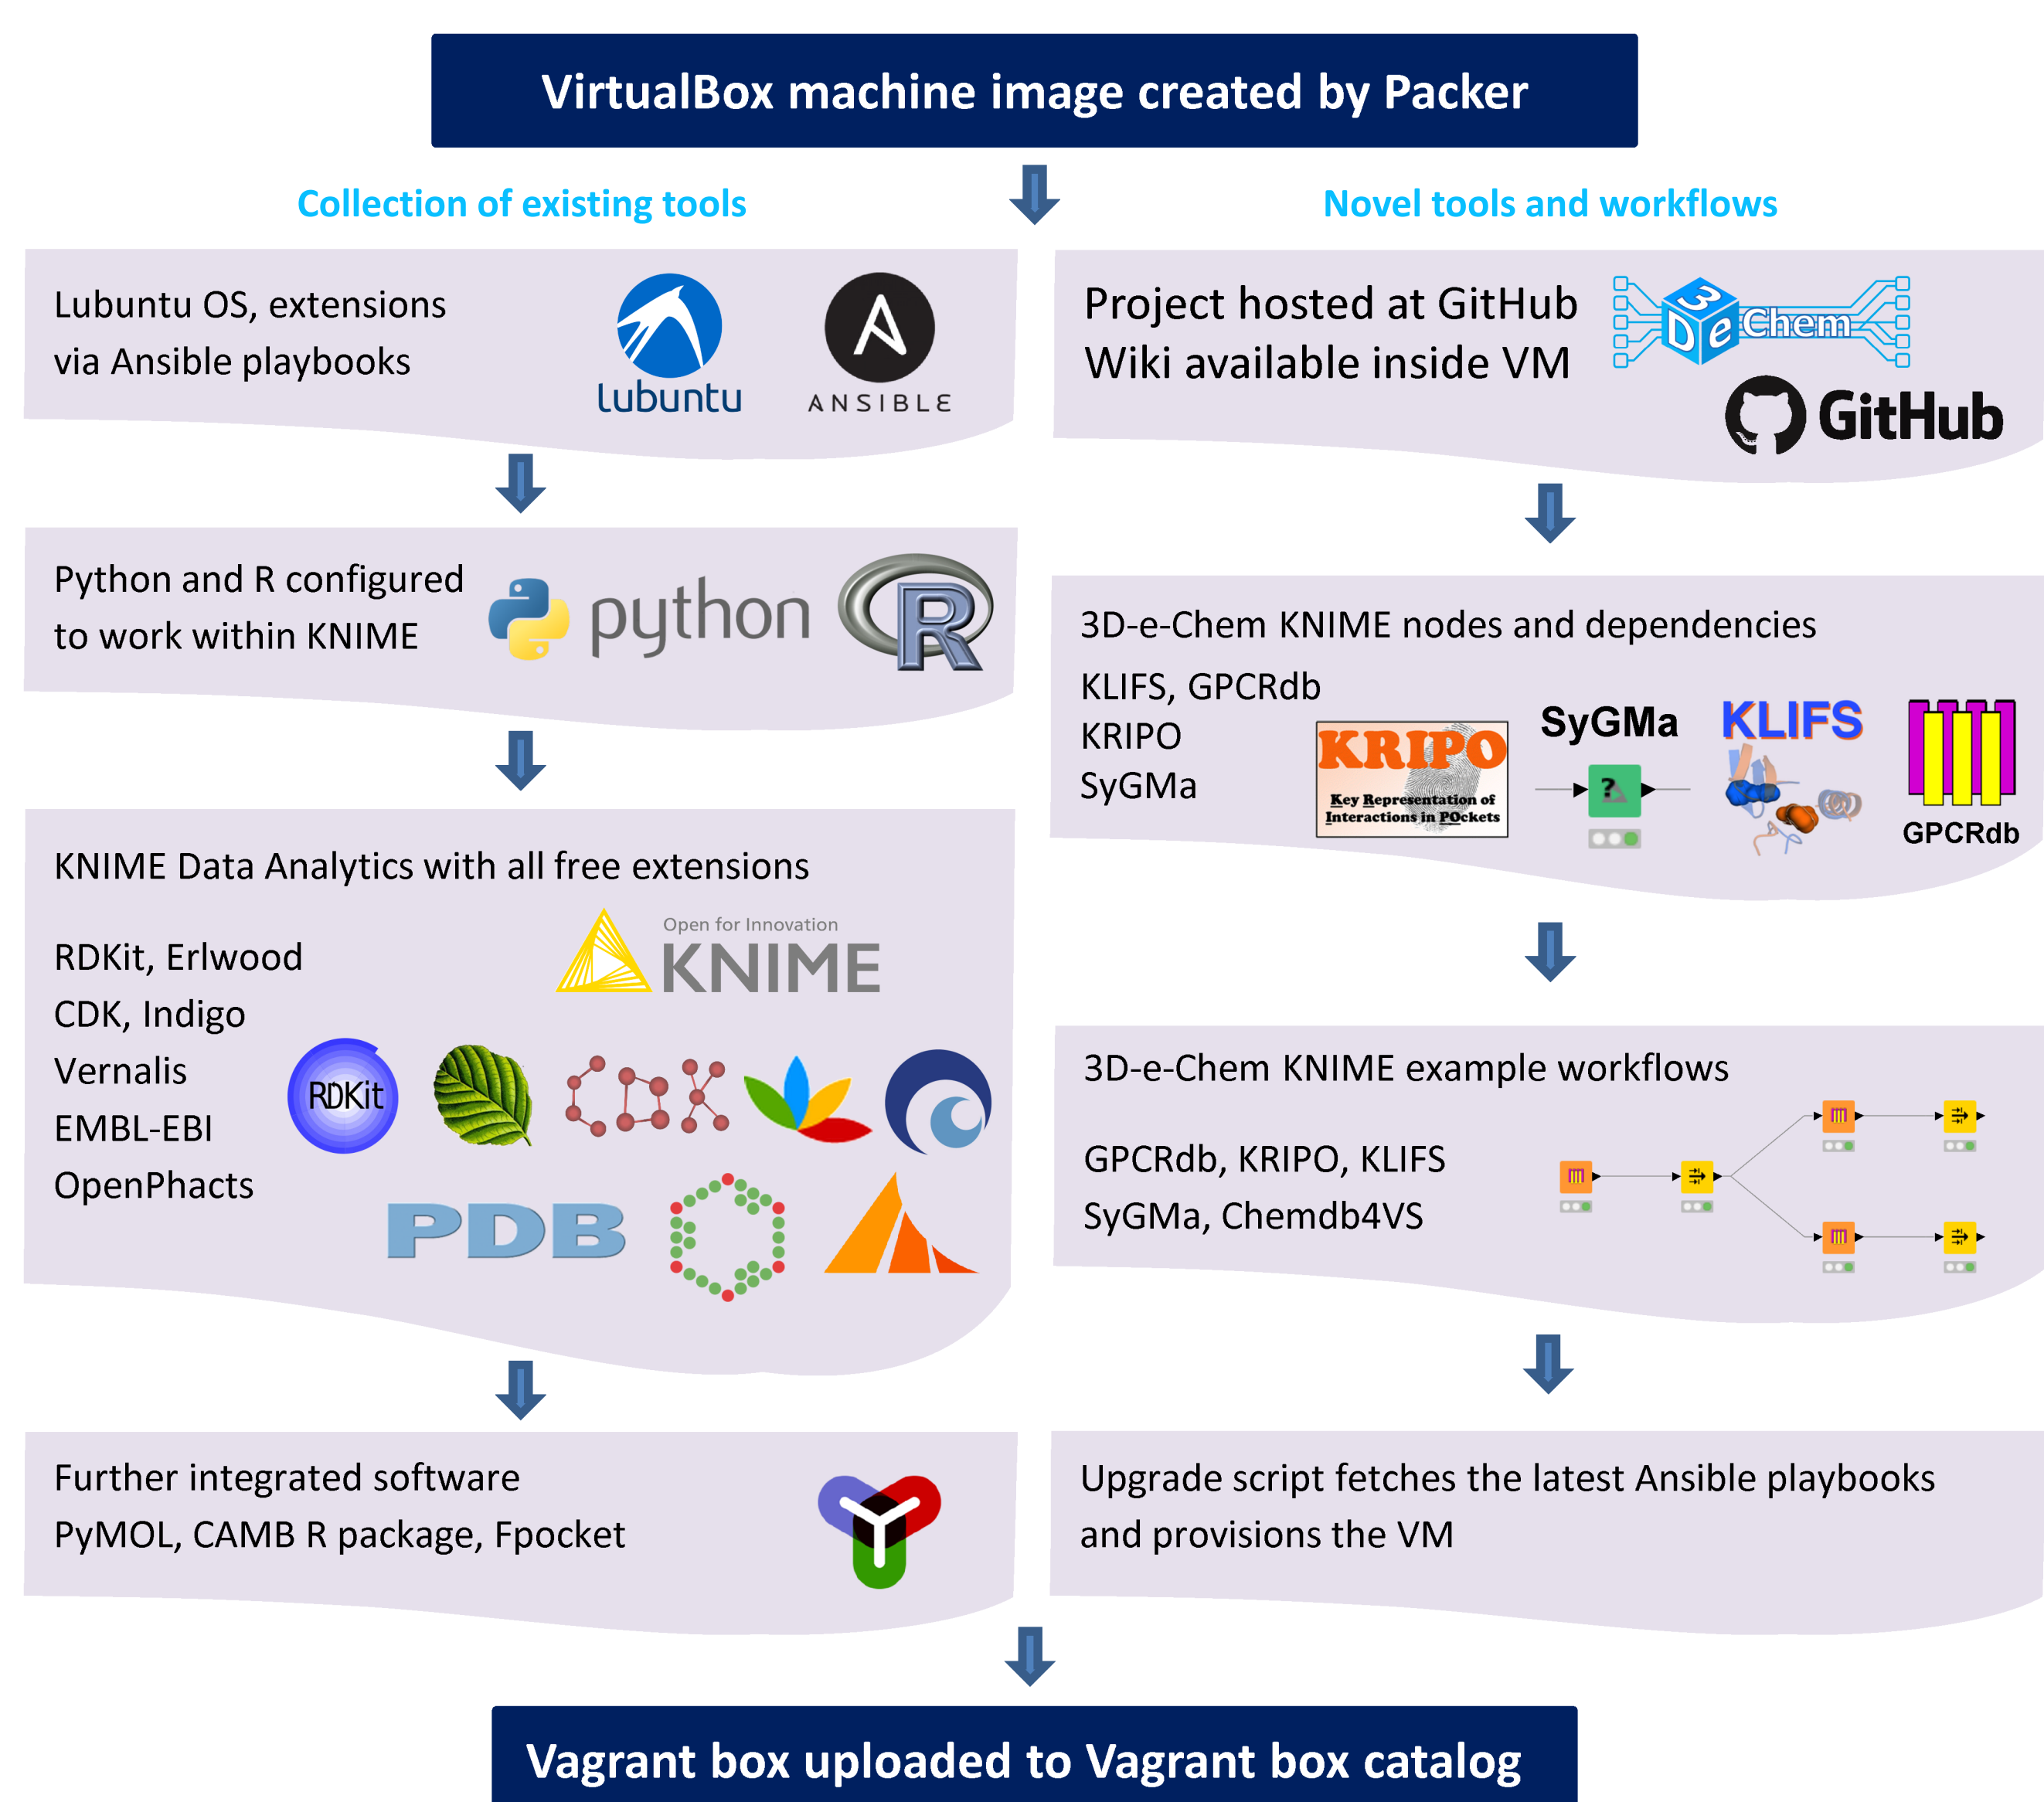 VirtualBox machine image created by Packer
Collection of existing tools
Lubuntu OS, extensions
via Ansible playbooks
lubuntu
ANSIBLE
Python and R configured
to work within KNIME
python
R
KNIME Data Analytics with all free extensions
Open for Innovation
KNIME
RDKit, Erlwood
CDK, Indigo
Vernalis
EMBL-EBI
OpenPhacts
RDKit
CDK
PDB
Further integrated software
PyMOL, CAMB R package, Fpocket
Novel tools and workflows
Project hosted at GitHub
Wiki available inside VM
3DeChem
GitHub
3D-e-Chem KNIME nodes and dependencies
KLIFS, GPCRdb
KRIPO
SyGMa
KRIPO
Key Representation of
Interactions in POckets
SyGMa
?
KLIFS
GPCRdb
3D-e-Chem KNIME example workflows
GPCRdb, KRIPO, KLIFS
SyGMa, Chemdb4VS
Upgrade script fetches the latest Ansible playbooks
and provisions the VM
Vagrant box uploaded to Vagrant box catalog